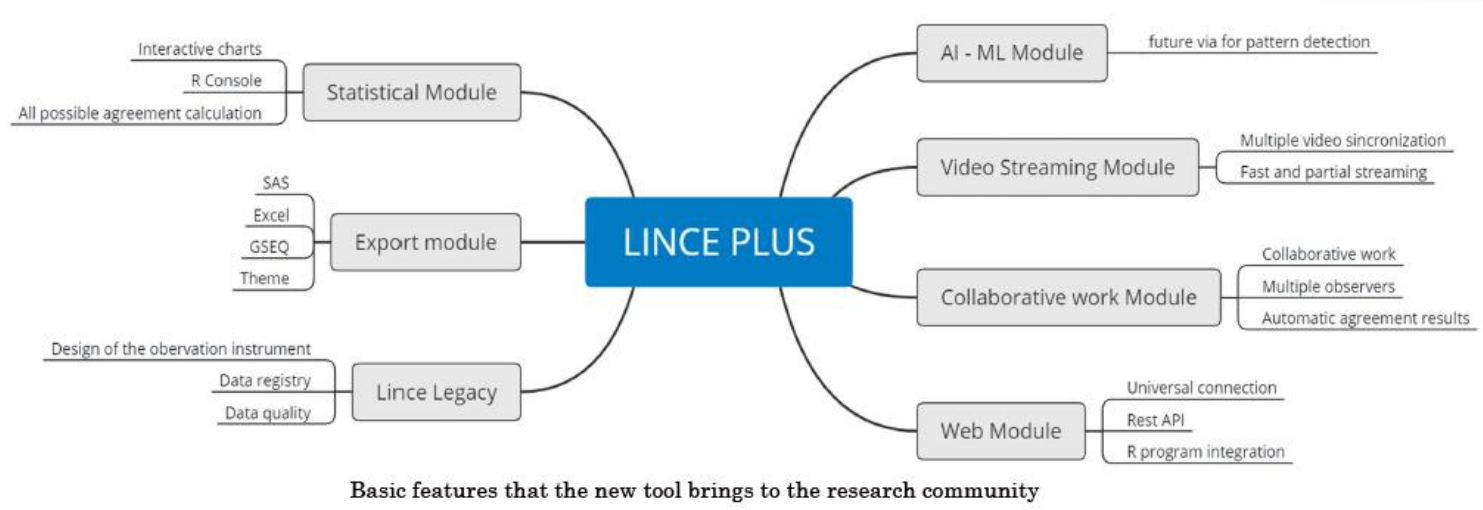 Interactive charts
R Console
All possible agreement calculation
Statistical Module
SAS
Excel
GSEQ
Theme
Export module
Design of the obervation instrument
Data registry
Data quality
Lince Legacy
LINCE PLUS
AI - ML Module
future via for pattern detection
Video Streaming Module
Multiple video sincronization
Fast and partial streaming
Collaborative work Module
Collaborative work
Multiple observers
Automatic agreement results
Web Module
Universal connection
Rest API
R program integration
Basic features that the new tool brings to the research community